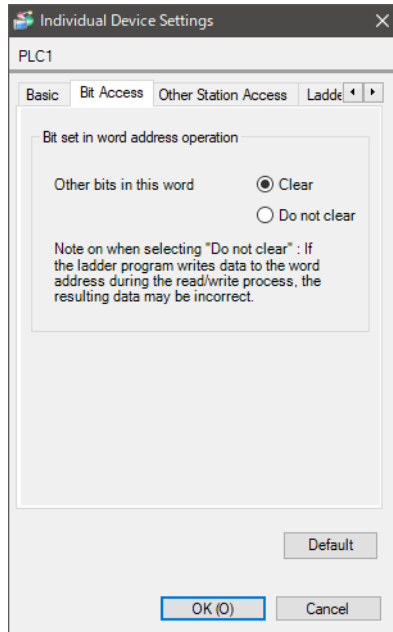 Individual Device Settings
PLC1
Basic Bit Access Other Station Access Ladde
Bit set in word address operation
Other bits in this word Clear
Do not clear
Note on when selecting "Do not clear" : If
the ladder program writes data to the word
address during the read/write process, the
resulting data may be incorrect.
Default
OK (O) Cancel